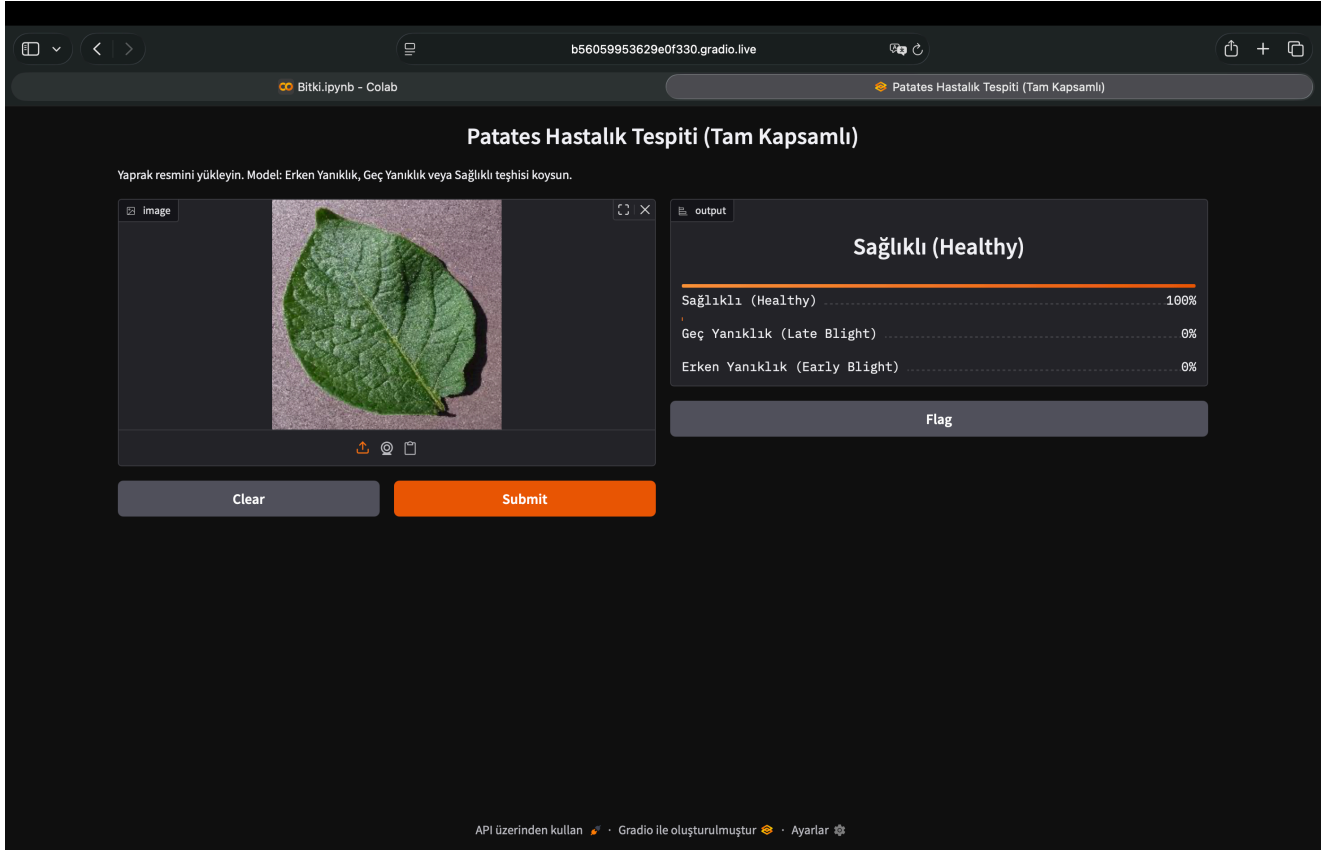 b56059953629e0f330.gradio.live
Bitki.ipynb - Colab
Patates Hastalık Tespiti (Tam Kapsamlı)
Patates Hastalık Tespiti (Tam Kapsamlı)
Yaprak resmini yükleyin. Model: Erken Yanıklık, Geç Yanıklık veya Sağlıklı teşhisi koysun.
image
output
Sağlıklı (Healthy)
Sağlıklı (Healthy) 100%
Geç Yanıklık (Late Blight) 0%
Erken Yanıklık (Early Blight) 0%
Flag
Clear
Submit
API üzerinden kullan · Gradio ile oluşturulmuştur · Ayarlar